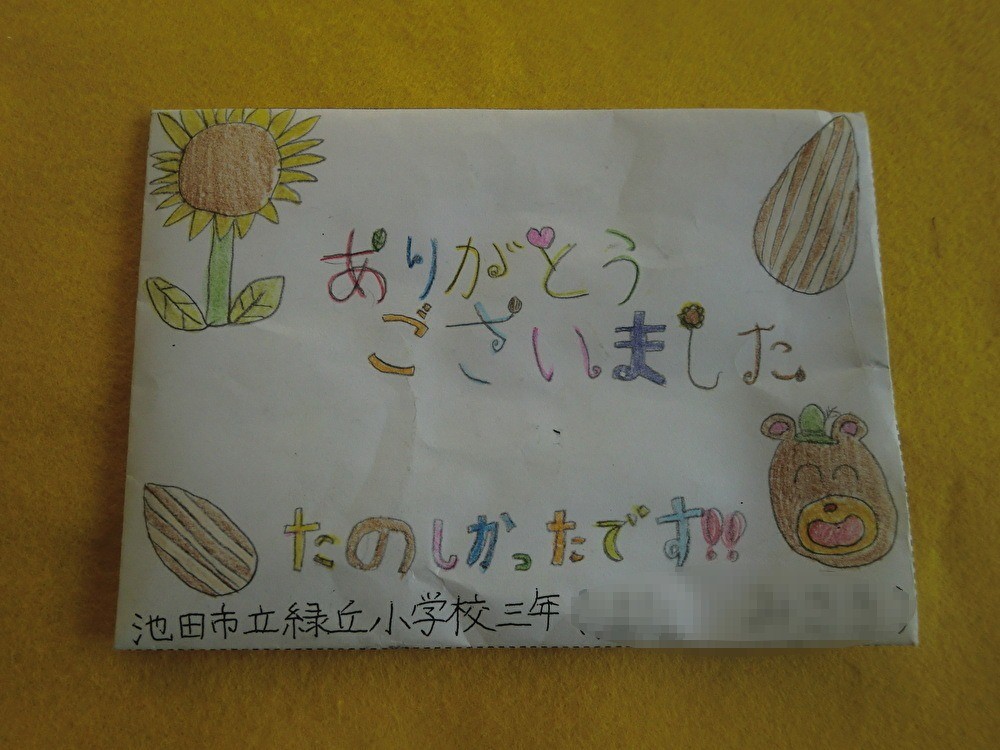 ありがとう
ございました
たのしかったです!!
池田市立緑丘小学校三年